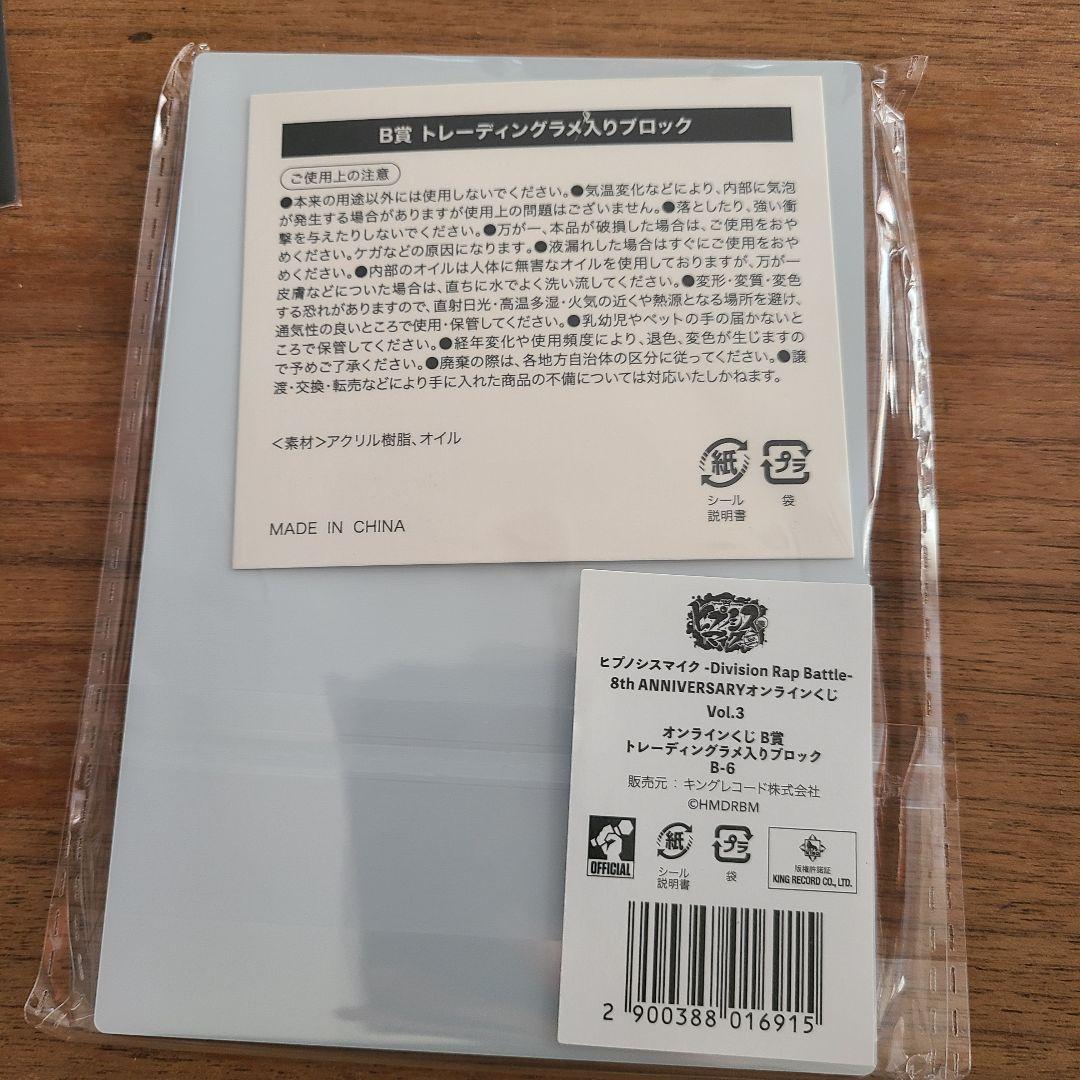 B賞 トレーディングラメ入りブロック
ご使用上の注意
●本来の用途以外には使用しないでください。●気温変化などにより、内部に気泡
が発生する場合がありますが使用上の問題はございません。●落としたり、強い衝
撃を与えたりしないでください。●万が一、本品が破損した場合は、ご使用をおや
めください。ケガなどの原因になります。●液漏れした場合はすぐにご使用をおや
めください。●内部のオイルは人体に無害なオイルを使用しておりますが、万が一
皮膚などについた場合は、直ちに水でよく洗い流してください。●変形・変質・変色
する恐れがありますので、直射日光・高温多湿・火気の近くや熱源となる場所を避け、
通気性の良いところで使用・保管してください。●乳幼児やペットの手の届かないと
ころで保管してください。●経年変化や使用頻度により、退色、変色が生じますの
で予めご了承ください。●廃棄の際は、各地方自治体の区分に従ってください。●譲
渡・交換・転売などにより手に入れた商品の不備については対応いたしかねます。
<素材>アクリル樹脂、オイル
紙 プラ
シール 袋
説明書
MADE IN CHINA
ヒプノシス
マイク
ヒプノシスマイク -Division Rap Battle-
8th ANNIVERSARYオンラインくじ
Vol.3
オンラインくじ B賞
トレーディングラメ入りブロック
B-6
販売元：キングレコード株式会社
©HMDRBM
OFFICIAL
紙 プラ
シール 袋
説明書
版権許諾証
KING RECORD CO., LTD.
2 900388 016915